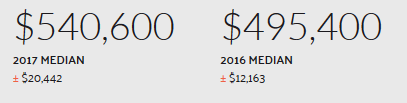 $540,600 $495,400
2017 MEDIAN 2016 MEDIAN
± $20,442 ± $12,163